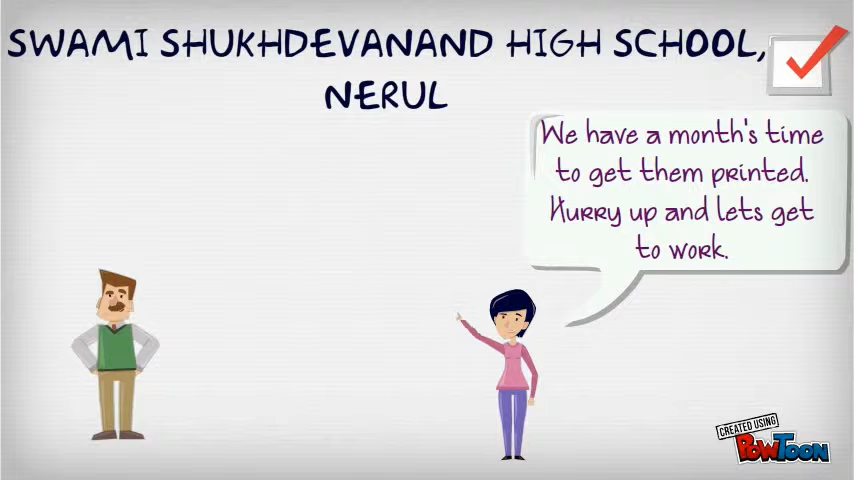 SWAMI SHUKHDEVANAND HIGH SCHOOL,
NERUL
We have a month's time
to get them printed.
Hurry up and lets get
to work.
CREATED USING
POWTOON